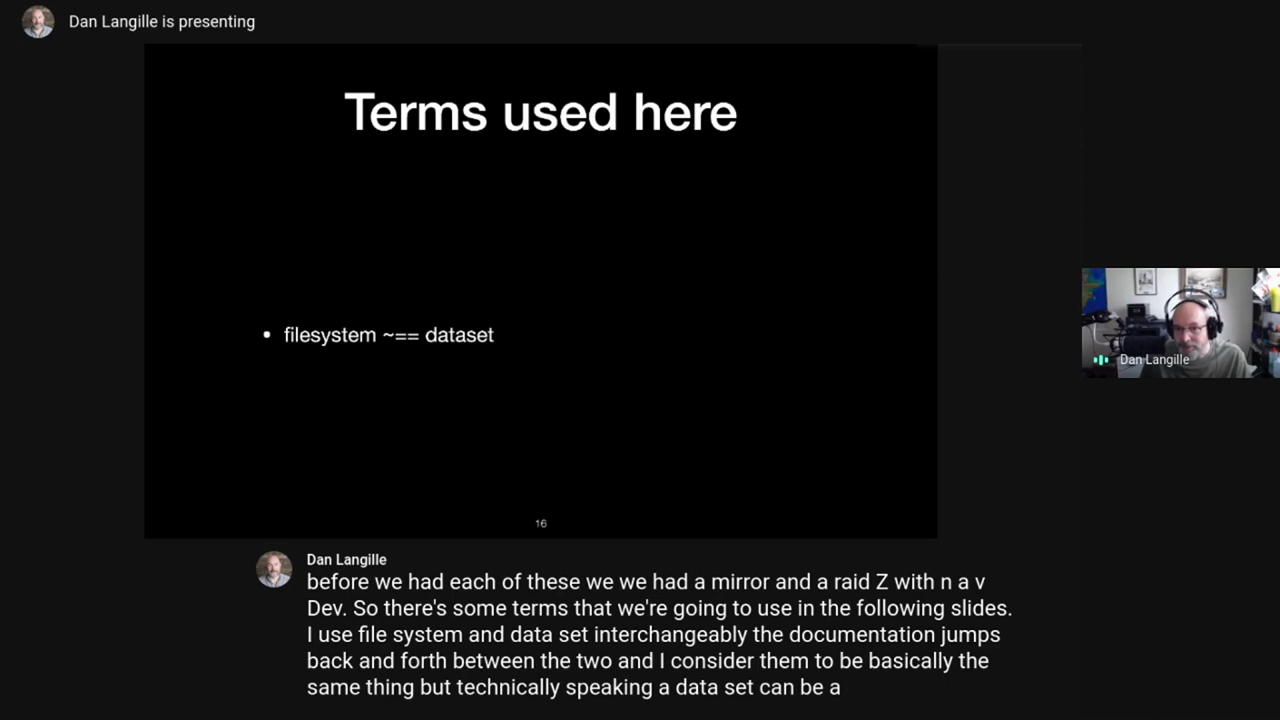 Dan Langille is presenting
Terms used here
• filesystem ~== dataset
16
Dan Langille
Dan Langille
before we had each of these we we had a mirror and a raid Z with n a v
Dev. So there's some terms that we're going to use in the following slides.
I use file system and data set interchangeably the documentation jumps
back and forth between the two and I consider them to be basically the
same thing but technically speaking a data set can be a